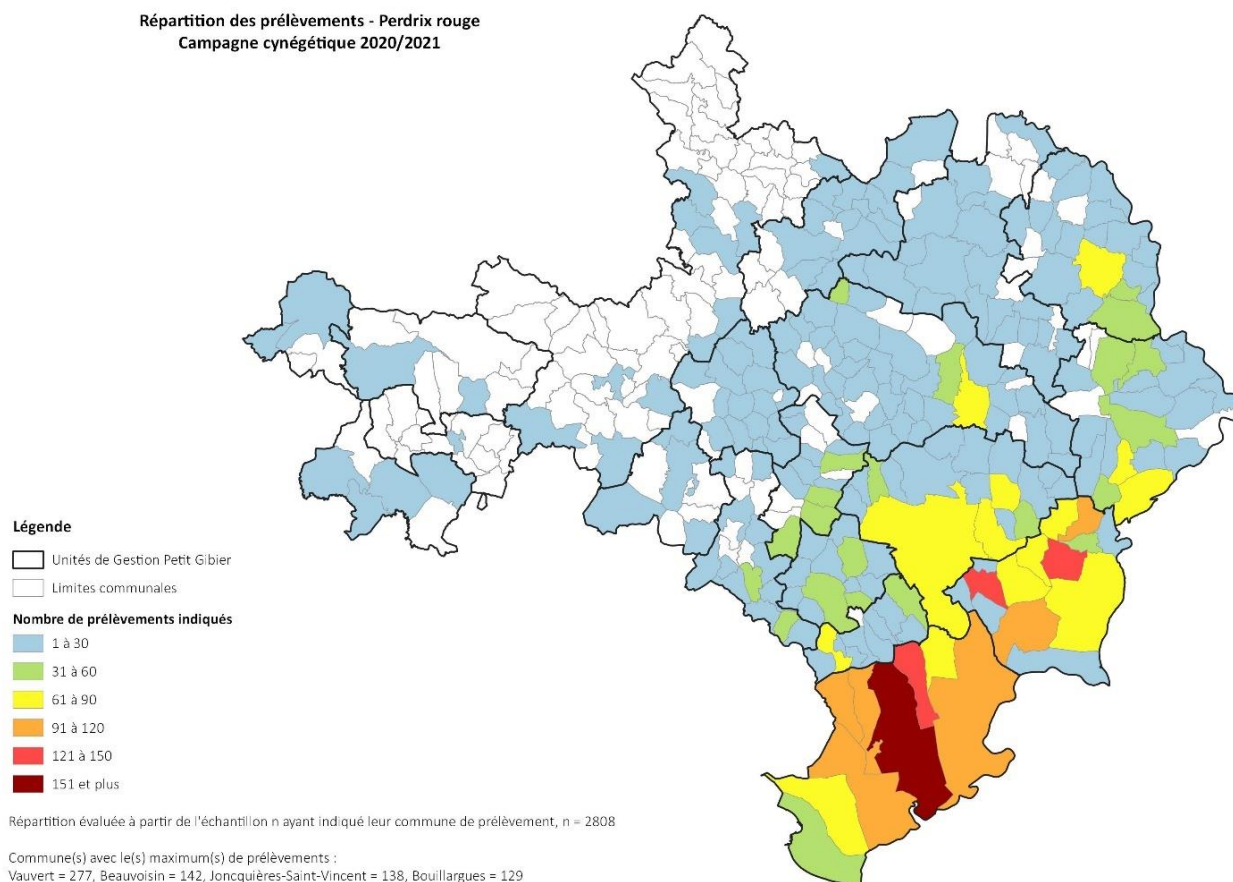 Répartition des prélèvements - Perdrix rouge
Campagne cynégétique 2020/2021
Légende
Unités de Gestion Petit Gibier
Limites communales
Nombre de prélèvements indiqués
1 à 30
31 à 60
61 à 90
91 à 120
121 à 150
151 et plus
Répartition évaluée à partir de l'échantillon n ayant indiqué leur commune de prélèvement, n = 2808
Commune(s) avec le(s) maximum(s) de prélèvements :
Vauvert = 277, Beauvoisin = 142, Joncquières-Saint-Vincent = 138, Bouillargues = 129